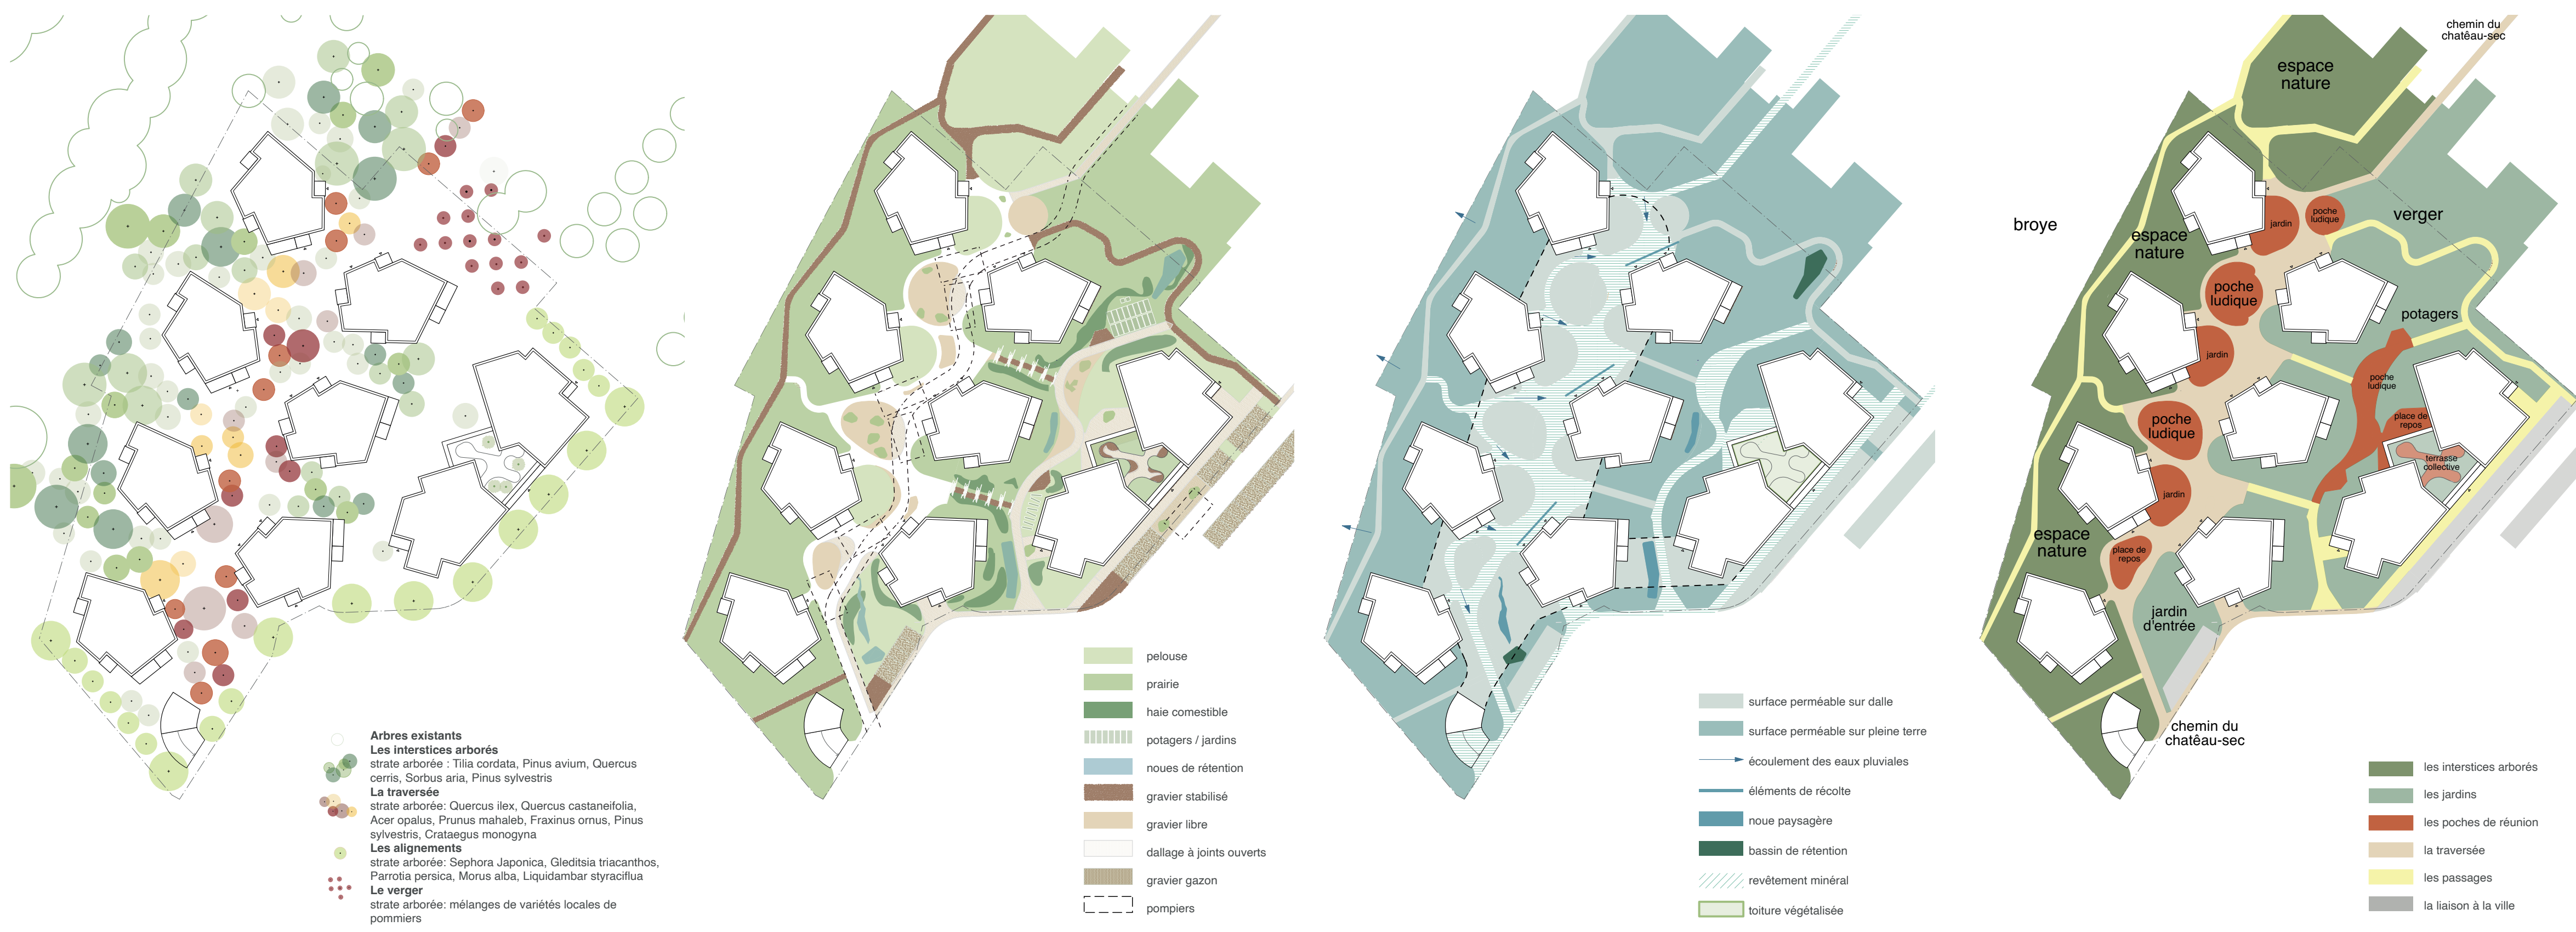 Arbres existants
Les interstices arborés
strate arborée : Tilia cordata, Pinus avium, Quercus
cerris, Sorbus aria, Pinus sylvestris
La traversée
strate arborée: Quercus ilex, Quercus castaneifolia,
Acer opalus, Prunus mahaleb, Fraxinus ornus, Pinus
sylvestris, Crataegus monogyna
Les alignements
strate arborée: Sephora Japonica, Gleditsia triacanthos,
Parrotia persica, Morus alba, Liquidambar styraciflua
Le verger
strate arborée: mélanges de variétés locales de
pommiers
pelouse
prairie
haie comestible
potagers / jardins
noues de rétention
gravier stabilisé
gravier libre
dallage à joints ouverts
gravier gazon
pompiers
surface perméable sur dalle
surface perméable sur pleine terre
écoulement des eaux pluviales
éléments de récolte
noue paysagère
bassin de rétention
revêtement minéral
toiture végétalisée
chemin du
chatêau-sec
espace
nature
broye
jardin
poche
ludique
verger
espace
nature
poche
ludique
potagers
jardin
poche
ludique
poche
ludique
place de
repos
terrasse
collective
jardin
espace
nature
place de
repos
jardin
d'entrée
chemin du
chatêau-sec
les interstices arborés
les jardins
les poches de réunion
la traversée
les passages
la liaison à la ville